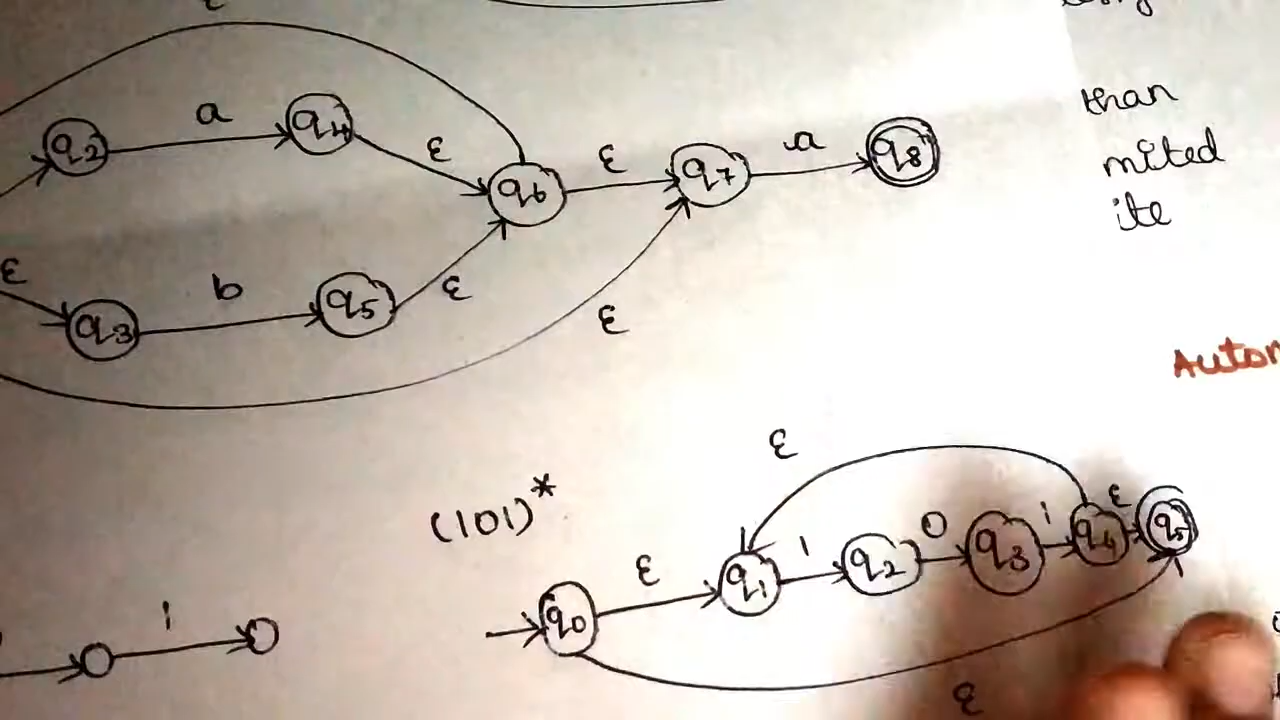 than
mited
ite
q2 a q4 ε q6 ε q7 a q8
ε q3 b q5 ε ε
Autom
(101)*
ε
q0 ε q1 1 q2 0 q3 1 q4 ε q5
ε
1